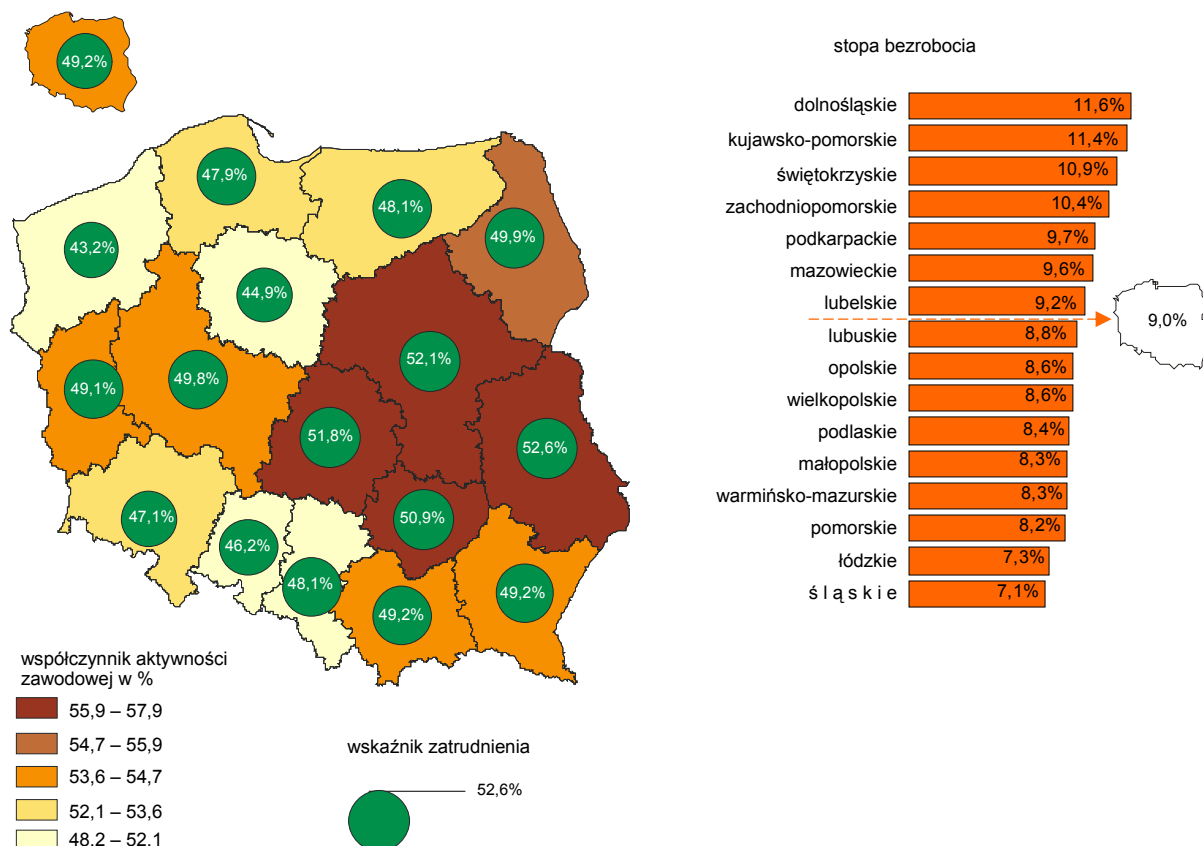 49,2%
47,9%
48,1%
49,9%
43,2%
44,9%
52,1%
49,1%
49,8%
51,8%
52,6%
47,1%
46,2%
48,1%
50,9%
49,2%
49,2%
współczynnik aktywności
zawodowej w %
55,9 – 57,9
54,7 – 55,9
53,6 – 54,7
52,1 – 53,6
48,2 – 52,1
wskaźnik zatrudnienia
52,6%
stopa bezrobocia
dolnośląskie 11,6%
kujawsko-pomorskie 11,4%
świętokrzyskie 10,9%
zachodniopomorskie 10,4%
podkarpackie 9,7%
mazowieckie 9,6%
lubelskie 9,2%
9,0%
lubuskie 8,8%
opolskie 8,6%
wielkopolskie 8,6%
podlaskie 8,4%
małopolskie 8,3%
warmińsko-mazurskie 8,3%
pomorskie 8,2%
łódzkie 7,3%
ś l ą s k i e 7,1%